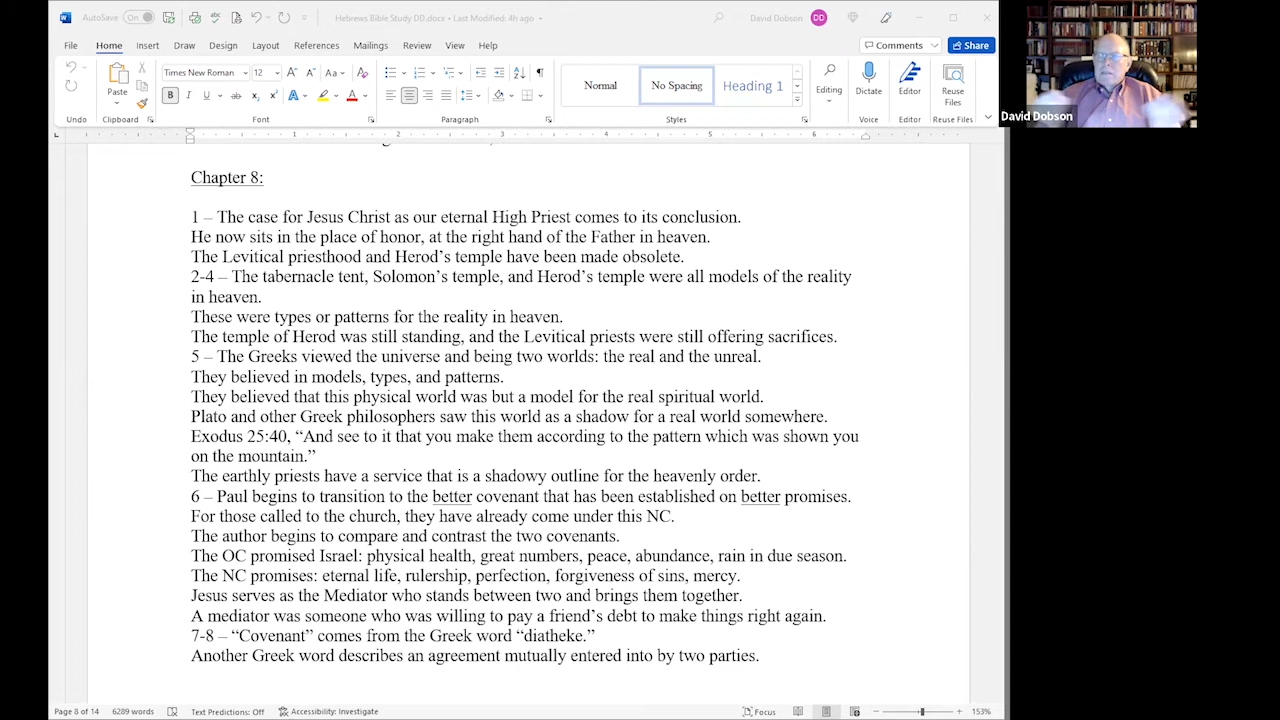 AutoSave
On
Hebrews Bible Study DD.docx • Last Modified: 4h ago
David Dobson
DD
File Home Insert Draw Design Layout References Mailings Review View Help
Comments
Share
Paste
Times New Roman 12
Aa
B I U ab x₂ x² A A
Normal
No Spacing
Heading 1
Editing
Dictate
Editor
Reuse
Files
Undo Clipboard Font Paragraph Styles Voice Editor Reuse Files
David Dobson
1 2 3 4 5 6
Chapter 8:
1 – The case for Jesus Christ as our eternal High Priest comes to its conclusion.
He now sits in the place of honor, at the right hand of the Father in heaven.
The Levitical priesthood and Herod’s temple have been made obsolete.
2-4 – The tabernacle tent, Solomon’s temple, and Herod’s temple were all models of the reality
in heaven.
These were types or patterns for the reality in heaven.
The temple of Herod was still standing, and the Levitical priests were still offering sacrifices.
5 – The Greeks viewed the universe and being two worlds: the real and the unreal.
They believed in models, types, and patterns.
They believed that this physical world was but a model for the real spiritual world.
Plato and other Greek philosophers saw this world as a shadow for a real world somewhere.
Exodus 25:40, “And see to it that you make them according to the pattern which was shown you
on the mountain.”
The earthly priests have a service that is a shadowy outline for the heavenly order.
6 – Paul begins to transition to the better covenant that has been established on better promises.
For those called to the church, they have already come under this NC.
The author begins to compare and contrast the two covenants.
The OC promised Israel: physical health, great numbers, peace, abundance, rain in due season.
The NC promises: eternal life, rulership, perfection, forgiveness of sins, mercy.
Jesus serves as the Mediator who stands between two and brings them together.
A mediator was someone who was willing to pay a friend’s debt to make things right again.
7-8 – “Covenant” comes from the Greek word “diatheke.”
Another Greek word describes an agreement mutually entered into by two parties.
Page 8 of 14 6289 words Text Predictions: Off Accessibility: Investigate Focus 153%